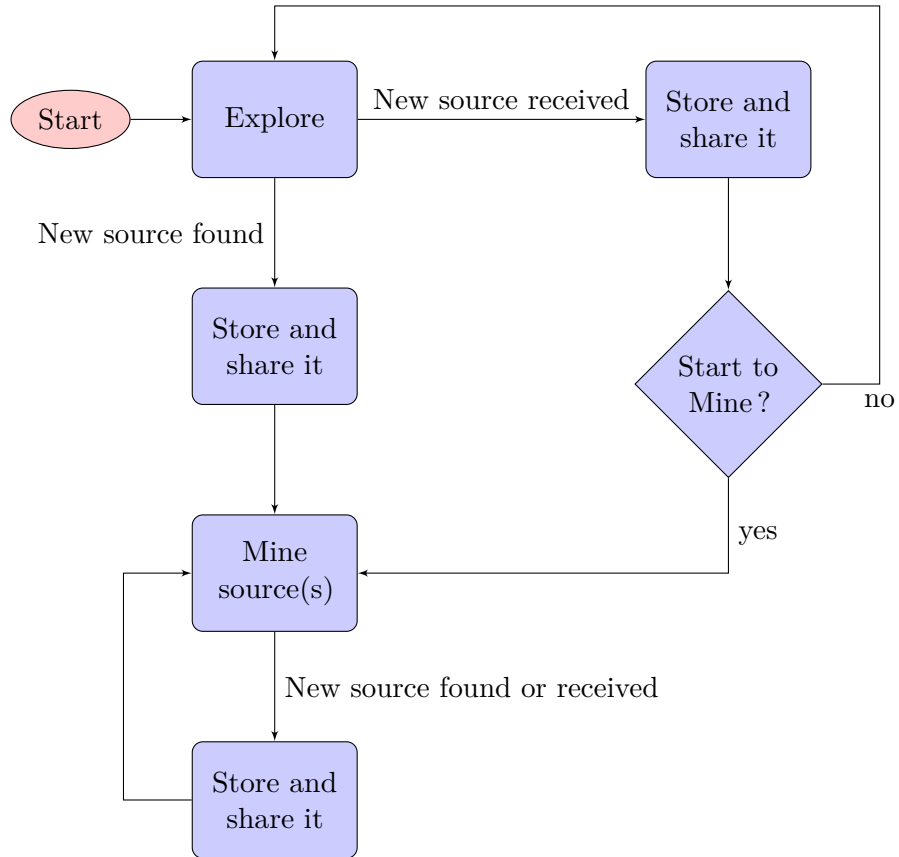 Start
Explore
New source received
Store and
share it
New source found
Store and
share it
Start to
Mine ?
no
yes
Mine
source(s)
New source found or received
Store and
share it